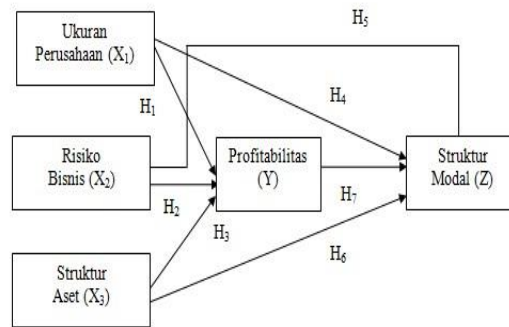 H₅
Ukuran
Perusahaan (X₁)
H₄
H₁
Risiko
Bisnis (X₂)
Profitabilitas
(Y)
Struktur
Modal (Z)
H₂
H₇
H₃
H₆
Struktur
Aset (X₃)